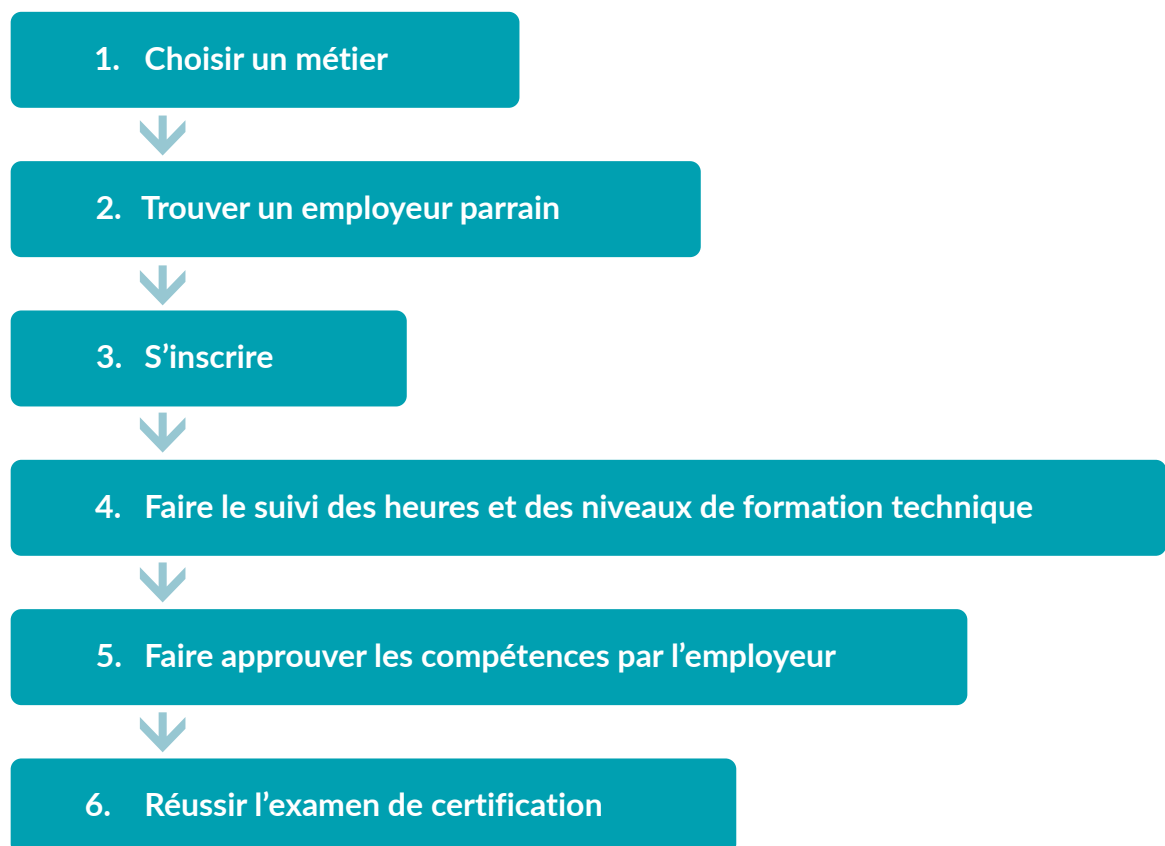 1. Choisir un métier
2. Trouver un employeur parrain
3. S’inscrire
4. Faire le suivi des heures et des niveaux de formation technique
5. Faire approuver les compétences par l’employeur
6. Réussir l’examen de certification